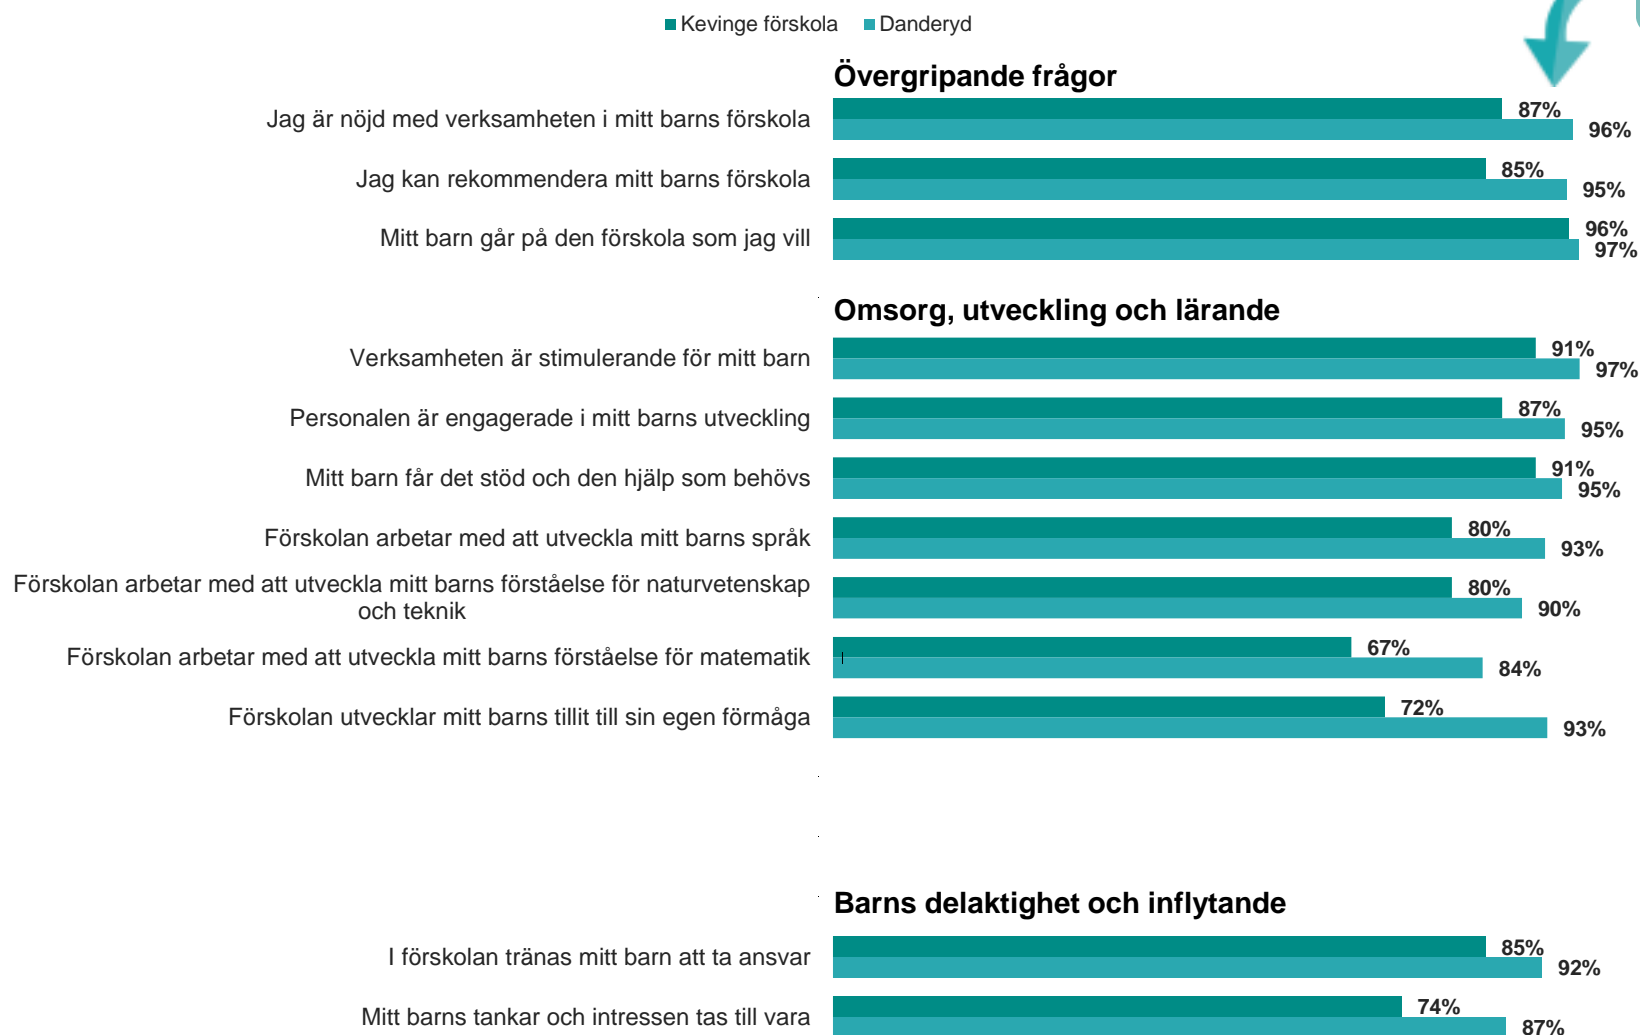 Kevinge förskola Danderyd
Övergripande frågor
Jag är nöjd med verksamheten i mitt barns förskola 87%
96%
Jag kan rekommendera mitt barns förskola 85%
95%
Mitt barn går på den förskola som jag vill 96%
97%
Omsorg, utveckling och lärande
Verksamheten är stimulerande för mitt barn 91%
97%
Personalen är engagerade i mitt barns utveckling 87%
95%
Mitt barn får det stöd och den hjälp som behövs 91%
95%
Förskolan arbetar med att utveckla mitt barns språk 80%
93%
Förskolan arbetar med att utveckla mitt barns förståelse för naturvetenskap
och teknik
80%
90%
Förskolan arbetar med att utveckla mitt barns förståelse för matematik 67%
84%
Förskolan utvecklar mitt barns tillit till sin egen förmåga 72%
93%
Barns delaktighet och inflytande
I förskolan tränas mitt barn att ta ansvar 85%
92%
Mitt barns tankar och intressen tas till vara 74%
87%